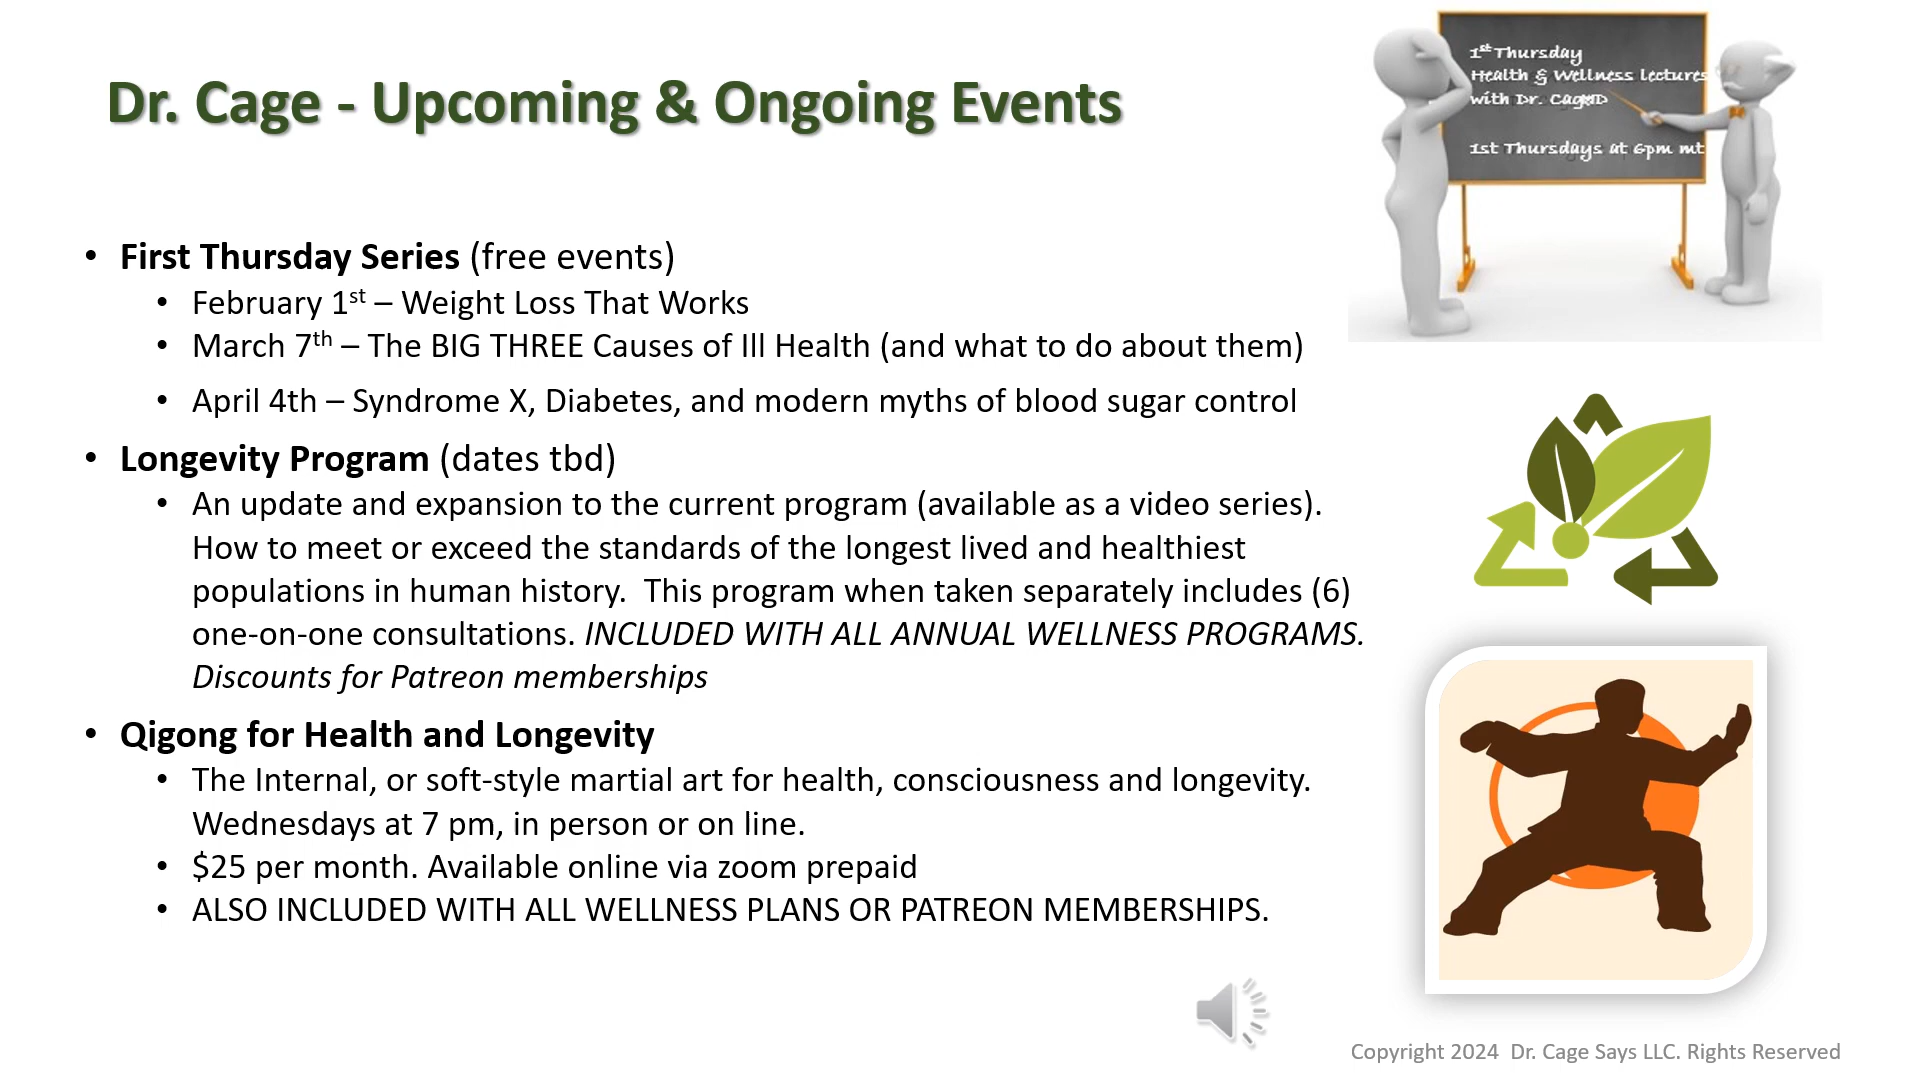 Dr. Cage - Upcoming & Ongoing Events
1st Thursday
Health & Wellness lectures
with Dr. Cage
1st Thursdays at 6pm mt
• First Thursday Series (free events)
• February 1st – Weight Loss That Works
• March 7th – The BIG THREE Causes of Ill Health (and what to do about them)
• April 4th – Syndrome X, Diabetes, and modern myths of blood sugar control
• Longevity Program (dates tbd)
• An update and expansion to the current program (available as a video series).
How to meet or exceed the standards of the longest lived and healthiest
populations in human history. This program when taken separately includes (6)
one-on-one consultations. INCLUDED WITH ALL ANNUAL WELLNESS PROGRAMS.
Discounts for Patreon memberships
• Qigong for Health and Longevity
• The Internal, or soft-style martial art for health, consciousness and longevity.
Wednesdays at 7 pm, in person or on line.
• $25 per month. Available online via zoom prepaid
• ALSO INCLUDED WITH ALL WELLNESS PLANS OR PATREON MEMBERSHIPS.
Copyright 2024 Dr. Cage Says LLC. Rights Reserved